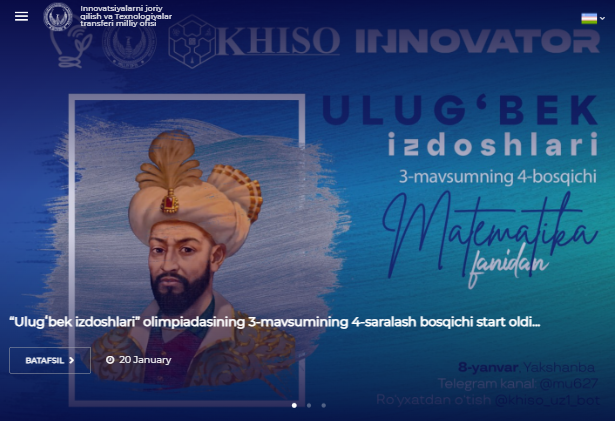 Innovatsiyalarni joriy
qilish va Texnologiyalar
transferi milliy ofisi
KHISO INNOVATOR
ULUG‘BEK
izdoshlari
3-mavsumning 4-bosqichi
Matematika
fanidan
“Ulug‘bek izdoshlari” olimpiadasining 3-mavsumining 4-saralash bosqichi start oldi...
BATAFSIL
20 January
8-yanvar, Yakshanba
Telegram kanal: @mu627
Ro'yxatdan o'tish @khiso_uz1_bot